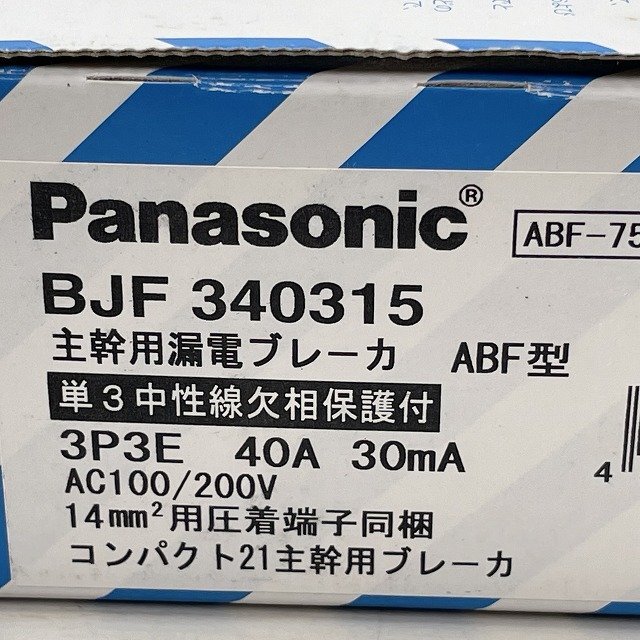 Panasonic®
ABF-75
BJF 340315
主幹用漏電ブレーカ ABF型
単3中性線欠相保護付
3P3E 40A 30mA
AC100/200V
14mm²用圧着端子同梱
コンパクト21主幹用ブレーカ
4